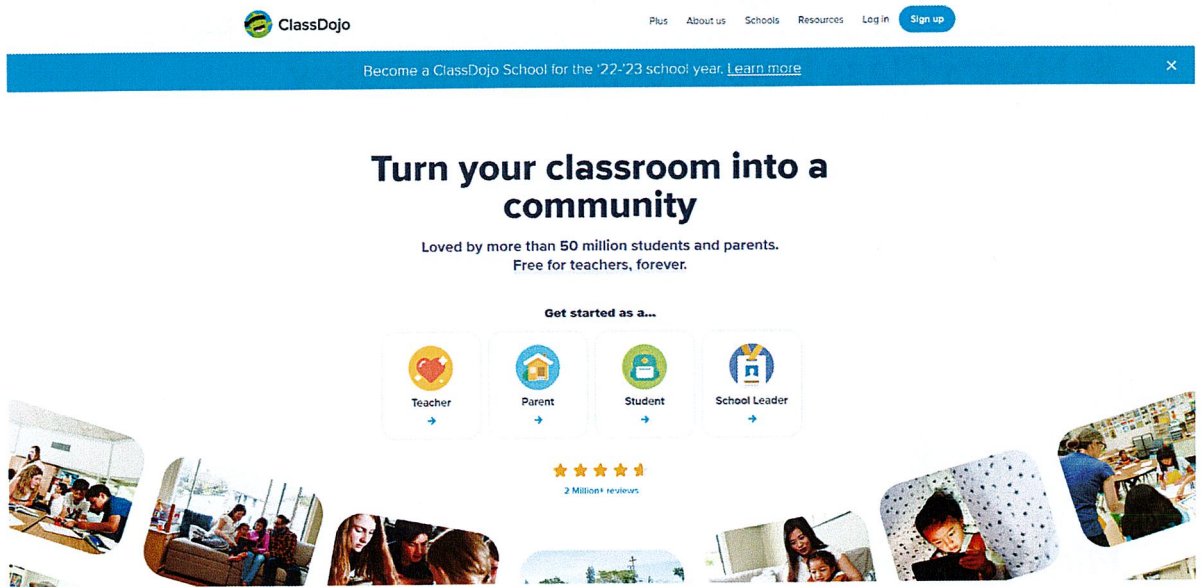 ClassDojo
Plus About us Schools Resources Log in Sign up
Become a ClassDojo School for the '22-'23 school year. Learn more ×
Turn your classroom into a
community
Loved by more than 50 million students and parents.
Free for teachers, forever.
Get started as a...
Teacher Parent Student School Leader
→ → → →
2 Million+ reviews